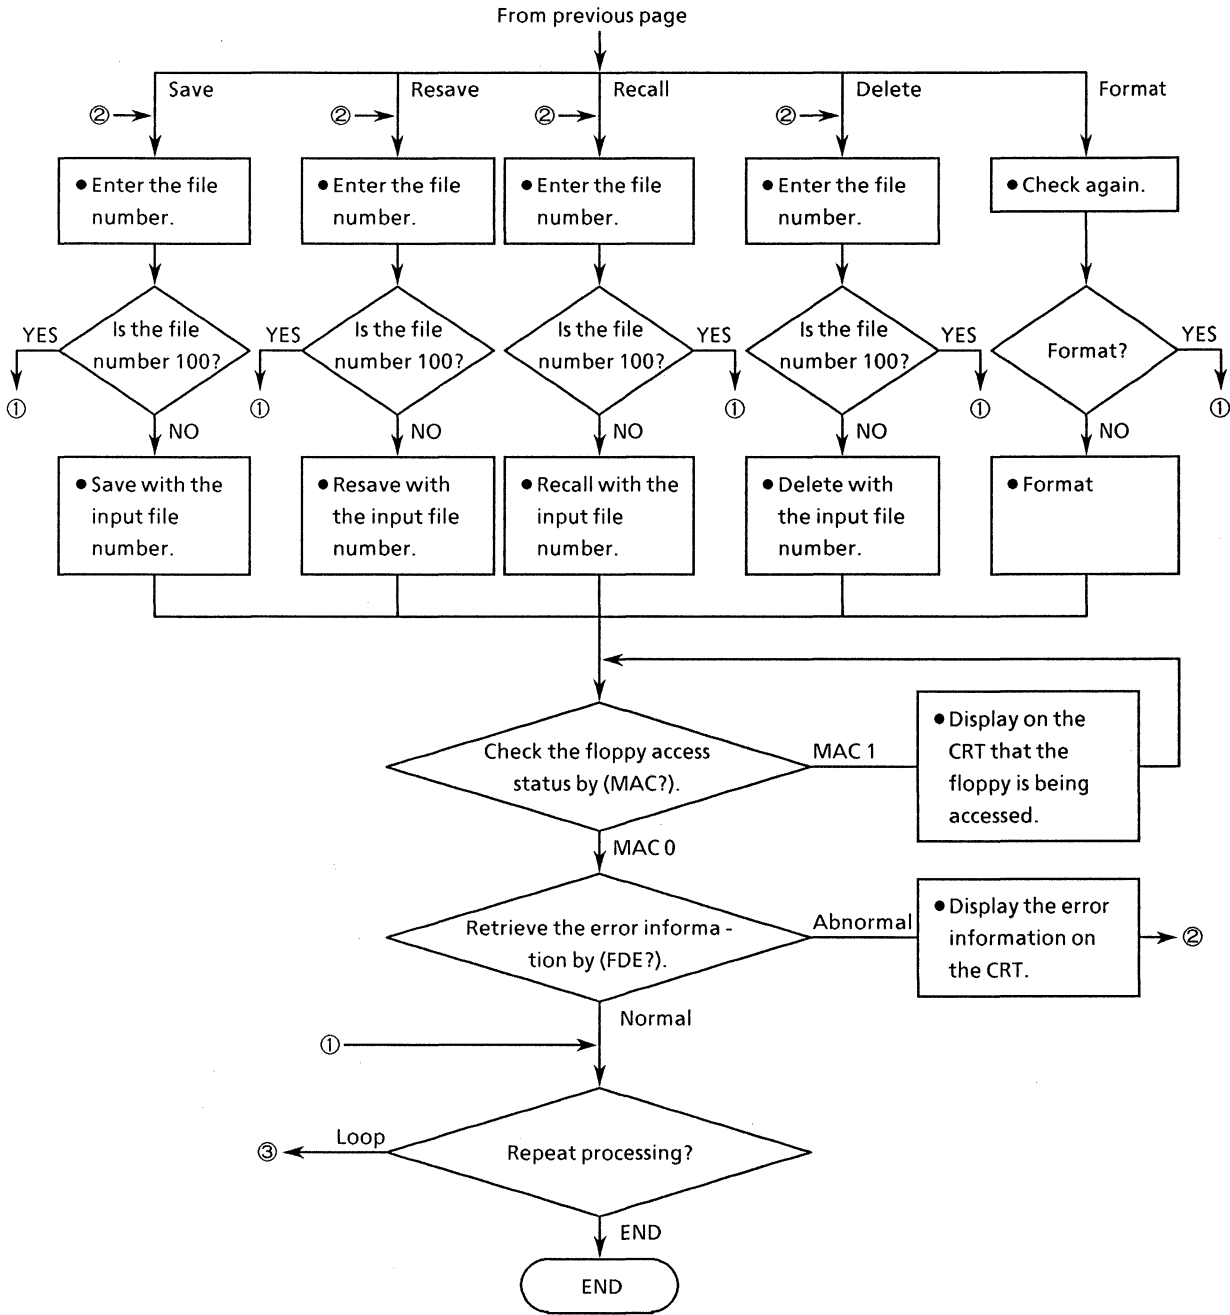 From previous page
Save
Resave
Recall
Delete
Format
②
②
②
②
● Enter the file
number.
● Enter the file
number.
● Enter the file
number.
● Enter the file
number.
● Check again.
YES
Is the file
number 100?
YES
Is the file
number 100?
Is the file
number 100?
YES
Is the file
number 100?
YES
Format?
YES
①
①
①
①
①
NO
NO
NO
NO
NO
● Save with the
input file
number.
● Resave with
the input file
number.
● Recall with the
input file
number.
● Delete with
the input file
number.
● Format
Check the floppy access
status by (MAC?).
MAC 1
● Display on the
CRT that the
floppy is being
accessed.
MAC 0
Retrieve the error informa -
tion by (FDE?).
Abnormal
● Display the error
information on
the CRT.
②
Normal
①
Repeat processing?
Loop
③
END
END